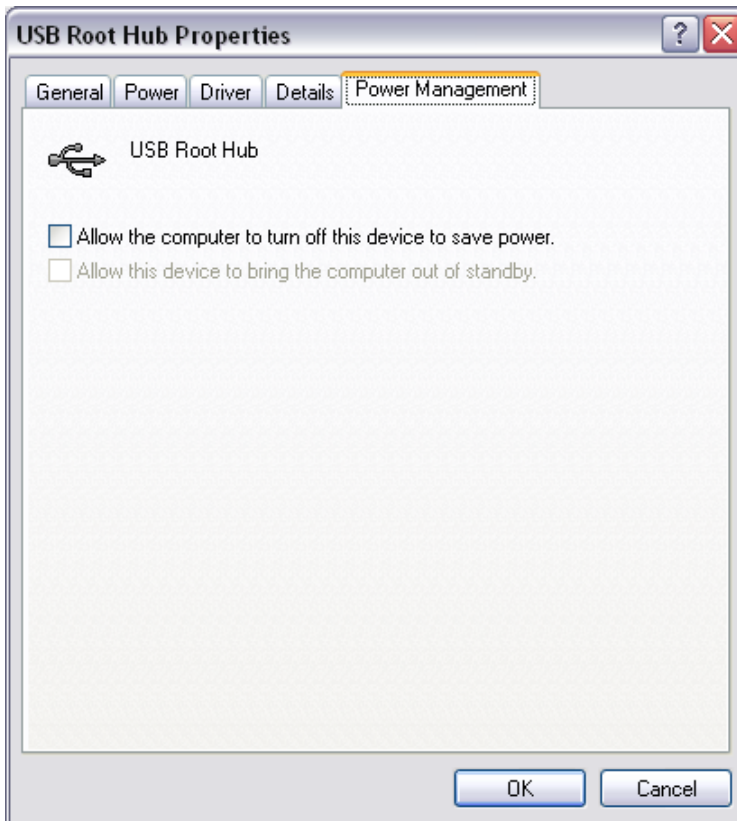 USB Root Hub Properties
?
General Power Driver Details Power Management
USB Root Hub
Allow the computer to turn off this device to save power.
Allow this device to bring the computer out of standby.
OK Cancel